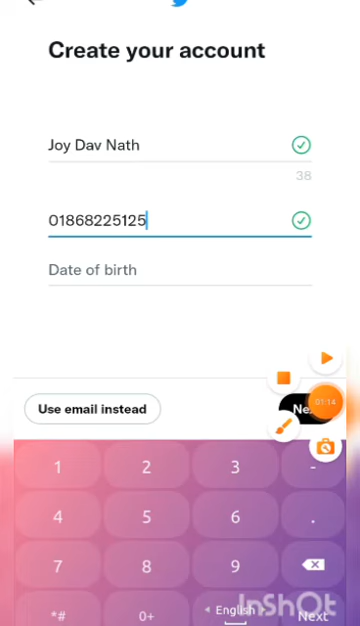 Create your account
Joy Dav Nath
38
01868225125
Date of birth
Use email instead
01:14
1 2 3 -
4 5 6 .
7 8 9
*# 0+ English Next
InShOt